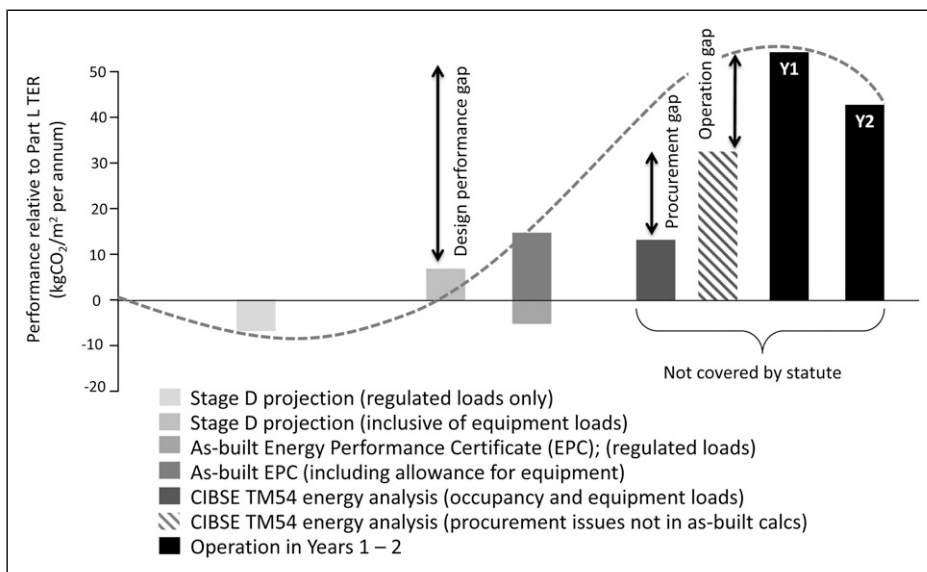 Performance relative to Part L TER
(kgCO₂/m² per annum)
50
40
30
20
10
0
-10
-20
Design performance gap
Procurement gap
Operation gap
Y1
Y2
Not covered by statute
Stage D projection (regulated loads only)
Stage D projection (inclusive of equipment loads)
As-built Energy Performance Certificate (EPC); (regulated loads)
As-built EPC (including allowance for equipment)
CIBSE TM54 energy analysis (occupancy and equipment loads)
CIBSE TM54 energy analysis (procurement issues not in as-built calcs)
Operation in Years 1 – 2